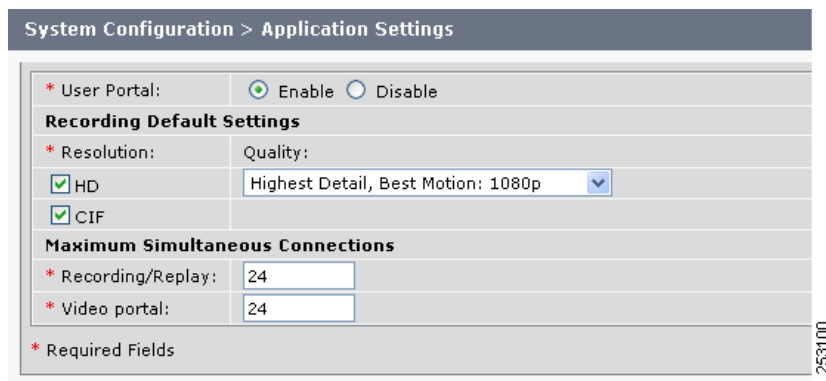 System Configuration > Application Settings
* User Portal: Enable Disable
Recording Default Settings
* Resolution: Quality:
HD Highest Detail, Best Motion: 1080p
CIF
Maximum Simultaneous Connections
* Recording/Replay: 24
* Video portal: 24
* Required Fields
253100